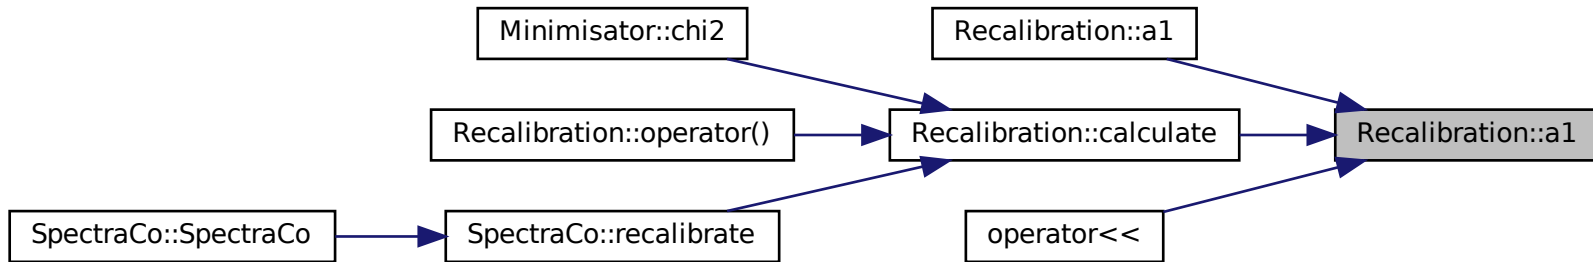 Minimisator::chi2
Recalibration::a1
Recalibration::operator()
Recalibration::calculate
Recalibration::a1
SpectraCo::SpectraCo
SpectraCo::recalibrate
operator<<